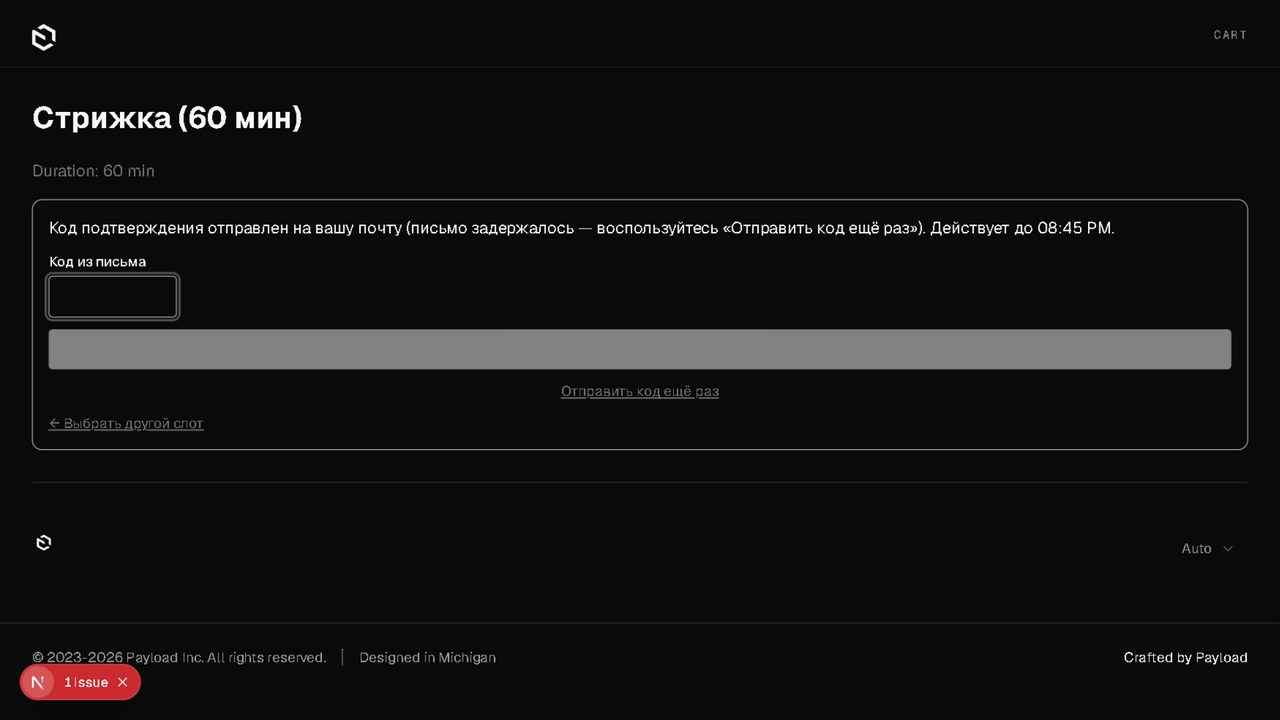 CART
Стрижка (60 мин)
Duration: 60 min
Код подтверждения отправлен на вашу почту (письмо задержалось — воспользуйтесь «Отправить код ещё раз»). Действует до 08:45 PM.
Код из письма
Отправить код ещё раз
← Выбрать другой слот
Auto
© 2023-2026 Payload Inc. All rights reserved.
Designed in Michigan
Crafted by Payload
N 1 Issue